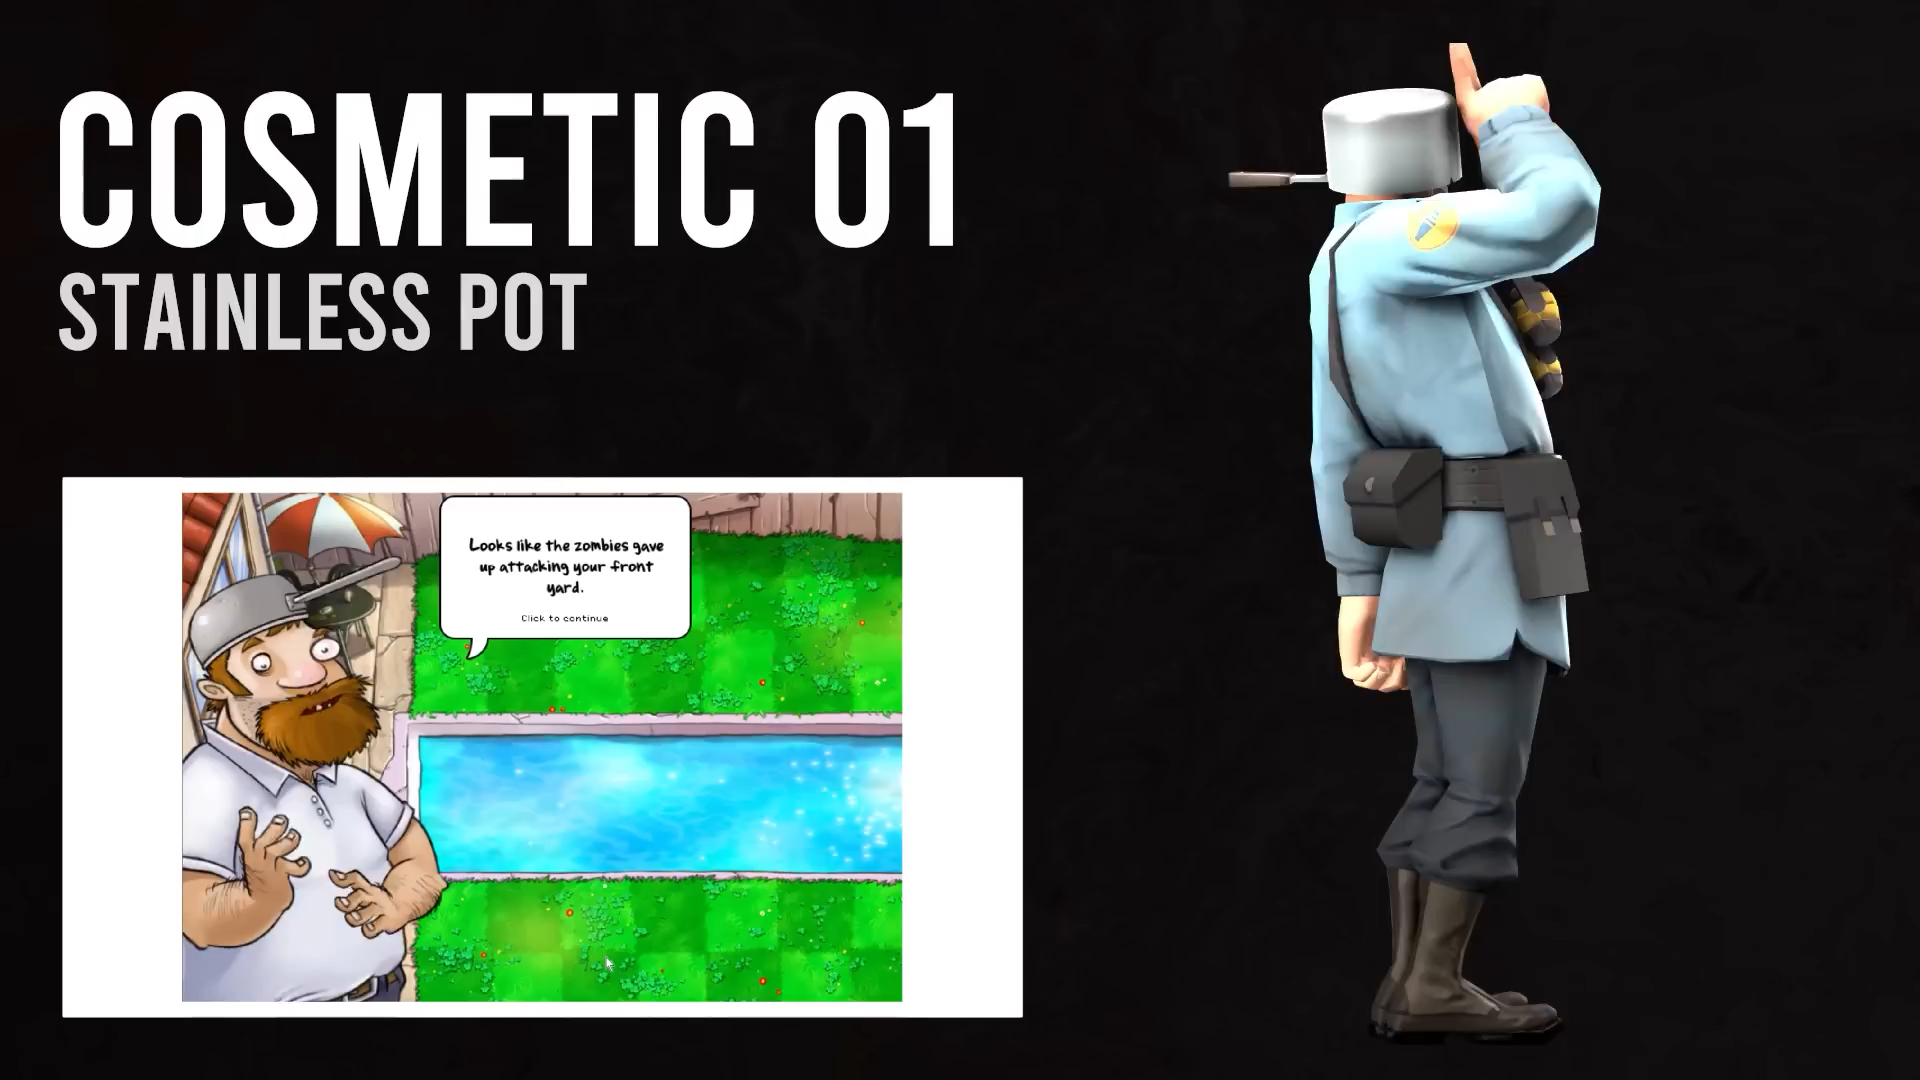 COSMETIC 01
STAINLESS POT
Looks like the zombies gave
up attacking your front
yard.
Click to continue